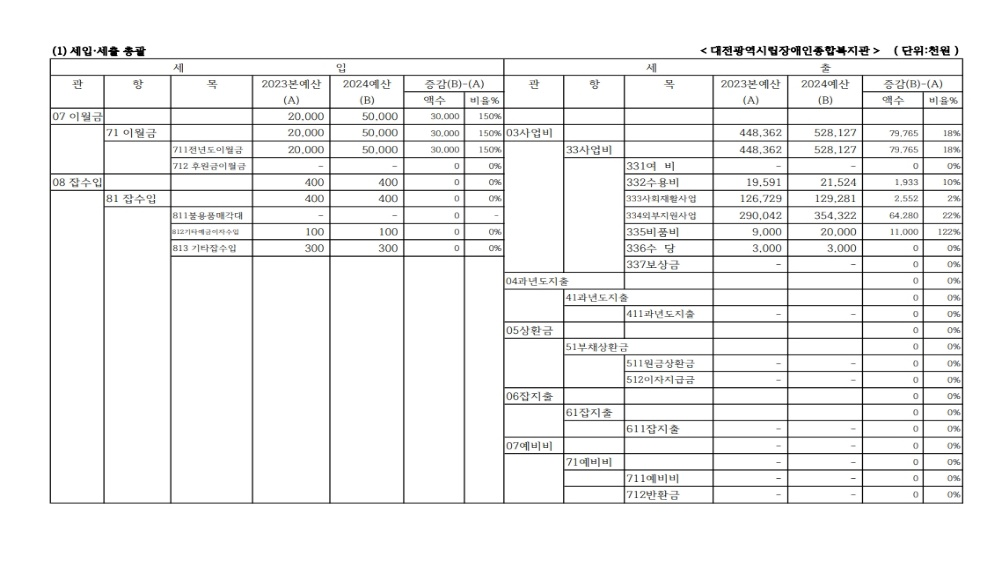 (1) 세입·세출 총괄 < 대전광역시립장애인종합복지관 > ( 단위:천원 )
세 입 세 출
관 항 목 2023본예산 2024예산 증감(B)-(A) 관 항 목 2023본예산 2024예산 증감(B)-(A)
(A) (B) 액수 비율% (A) (B) 액수 비율%
07 이월금 20,000 50,000 30,000 150%
71 이월금 20,000 50,000 30,000 150% 03사업비 448,362 528,127 79,765 18%
711전년도이월금 20,000 50,000 30,000 150% 33사업비 448,362 528,127 79,765 18%
712 후원금이월금 - - 0 0% 331여 비 - - 0 0%
08 잡수입 400 400 0 0% 332수용비 19,591 21,524 1,933 10%
81 잡수입 400 400 0 0% 333사회재활사업 126,729 129,281 2,552 2%
811불용품매각대 - - 0 - 334외부지원사업 290,042 354,322 64,280 22%
812기타예금이자수입 100 100 0 0% 335비품비 9,000 20,000 11,000 122%
813 기타잡수입 300 300 0 0% 336수 당 3,000 3,000 0 0%
337보상금 - - 0 0%
04과년도지출 0 0%
41과년도지출 0 0%
411과년도지출 - - 0 0%
05상환금 0 0%
51부채상환금 0 0%
511원금상환금 - - 0 0%
512이자지급금 - - 0 0%
06잡지출 0 0%
61잡지출 0 0%
611잡지출 - - 0 0%
07예비비 - - 0 0%
71예비비 - - 0 0%
711예비비 - - 0 0%
712반환금 - - 0 0%